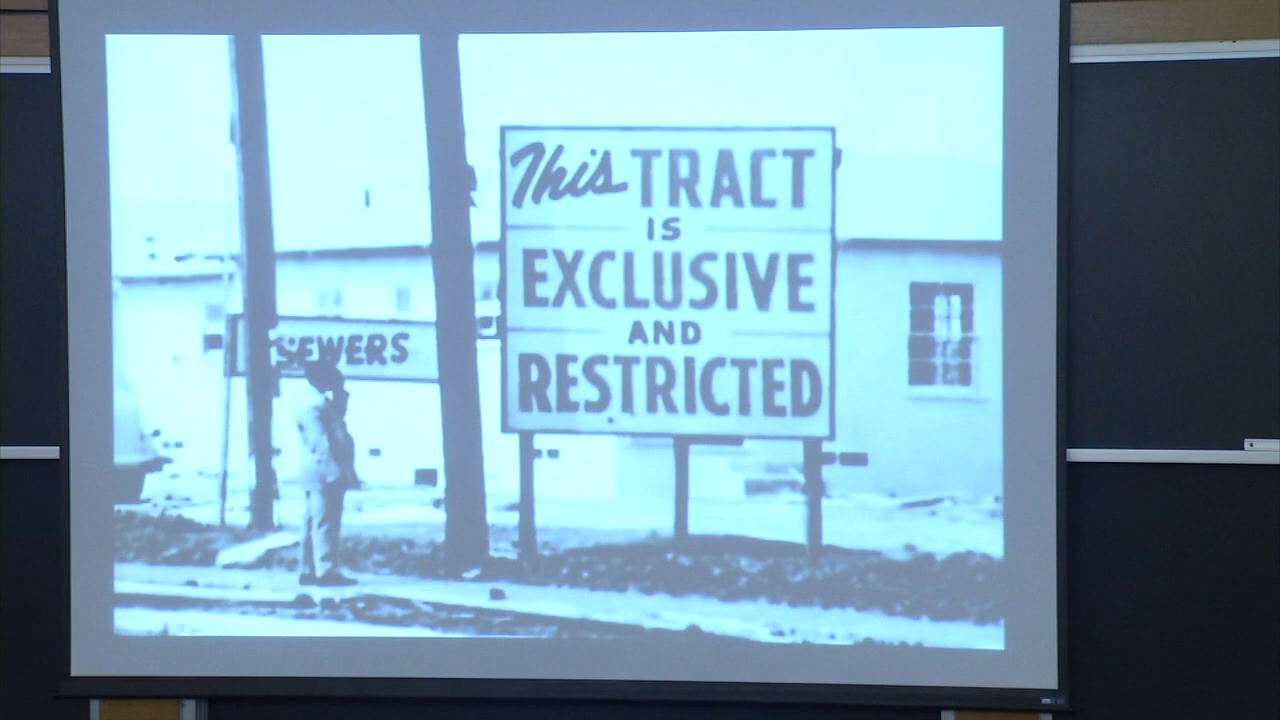 This TRACT
IS
EXCLUSIVE
AND
RESTRICTED
SEWERS